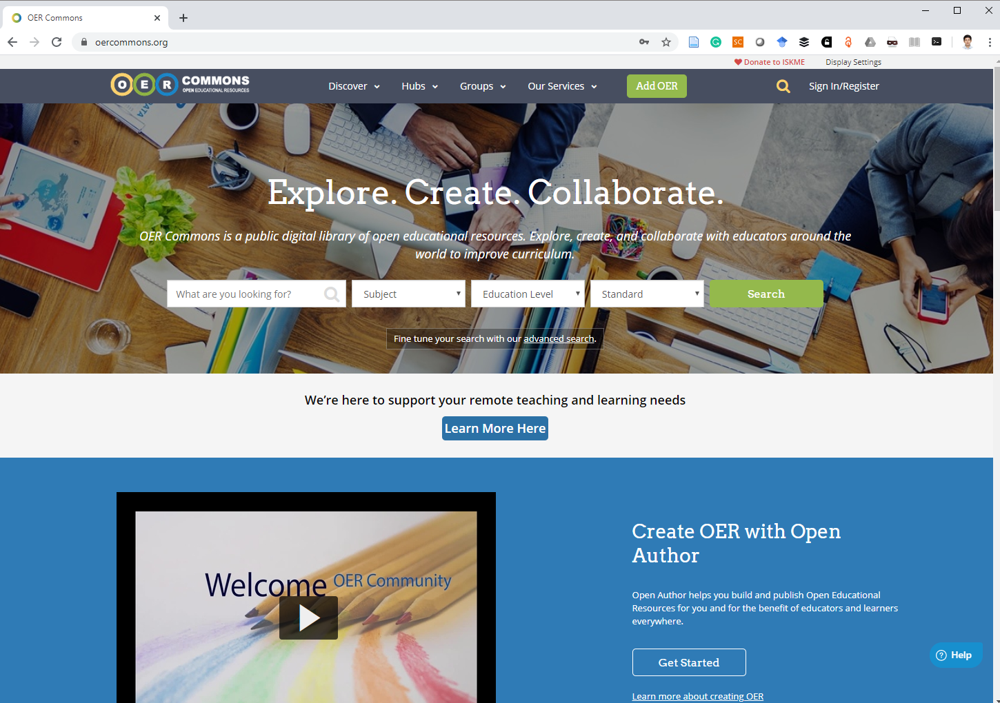 OER Commons
oercommons.org
Donate to ISKME
Display Settings
OER COMMONS
OPEN EDUCATIONAL RESOURCES
Discover
Hubs
Groups
Our Services
Add OER
Sign In/Register
DATA
Explore. Create. Collaborate.
OER Commons is a public digital library of open educational resources. Explore, create, and collaborate with educators around the
world to improve curriculum.
What are you looking for?
Subject
Education Level
Standard
Search
Fine tune your search with our advanced search.
We're here to support your remote teaching and learning needs
Learn More Here
Welcome OER Community
Create OER with Open
Author
Open Author helps you build and publish Open Educational
Resources for you and for the benefit of educators and learners
everywhere.
Get Started
Learn more about creating OER
? Help